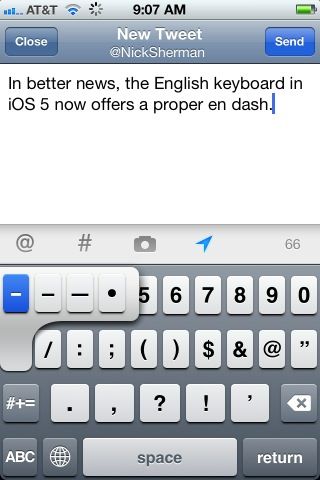 AT&T 9:07 AM
Close New Tweet Send
@NickSherman
In better news, the English keyboard in
iOS 5 now offers a proper en dash.
@ # 66
- – — • 5 6 7 8 9 0
/ : ; ( ) $ & @ ”
#+= . , ? ! ’
ABC space return